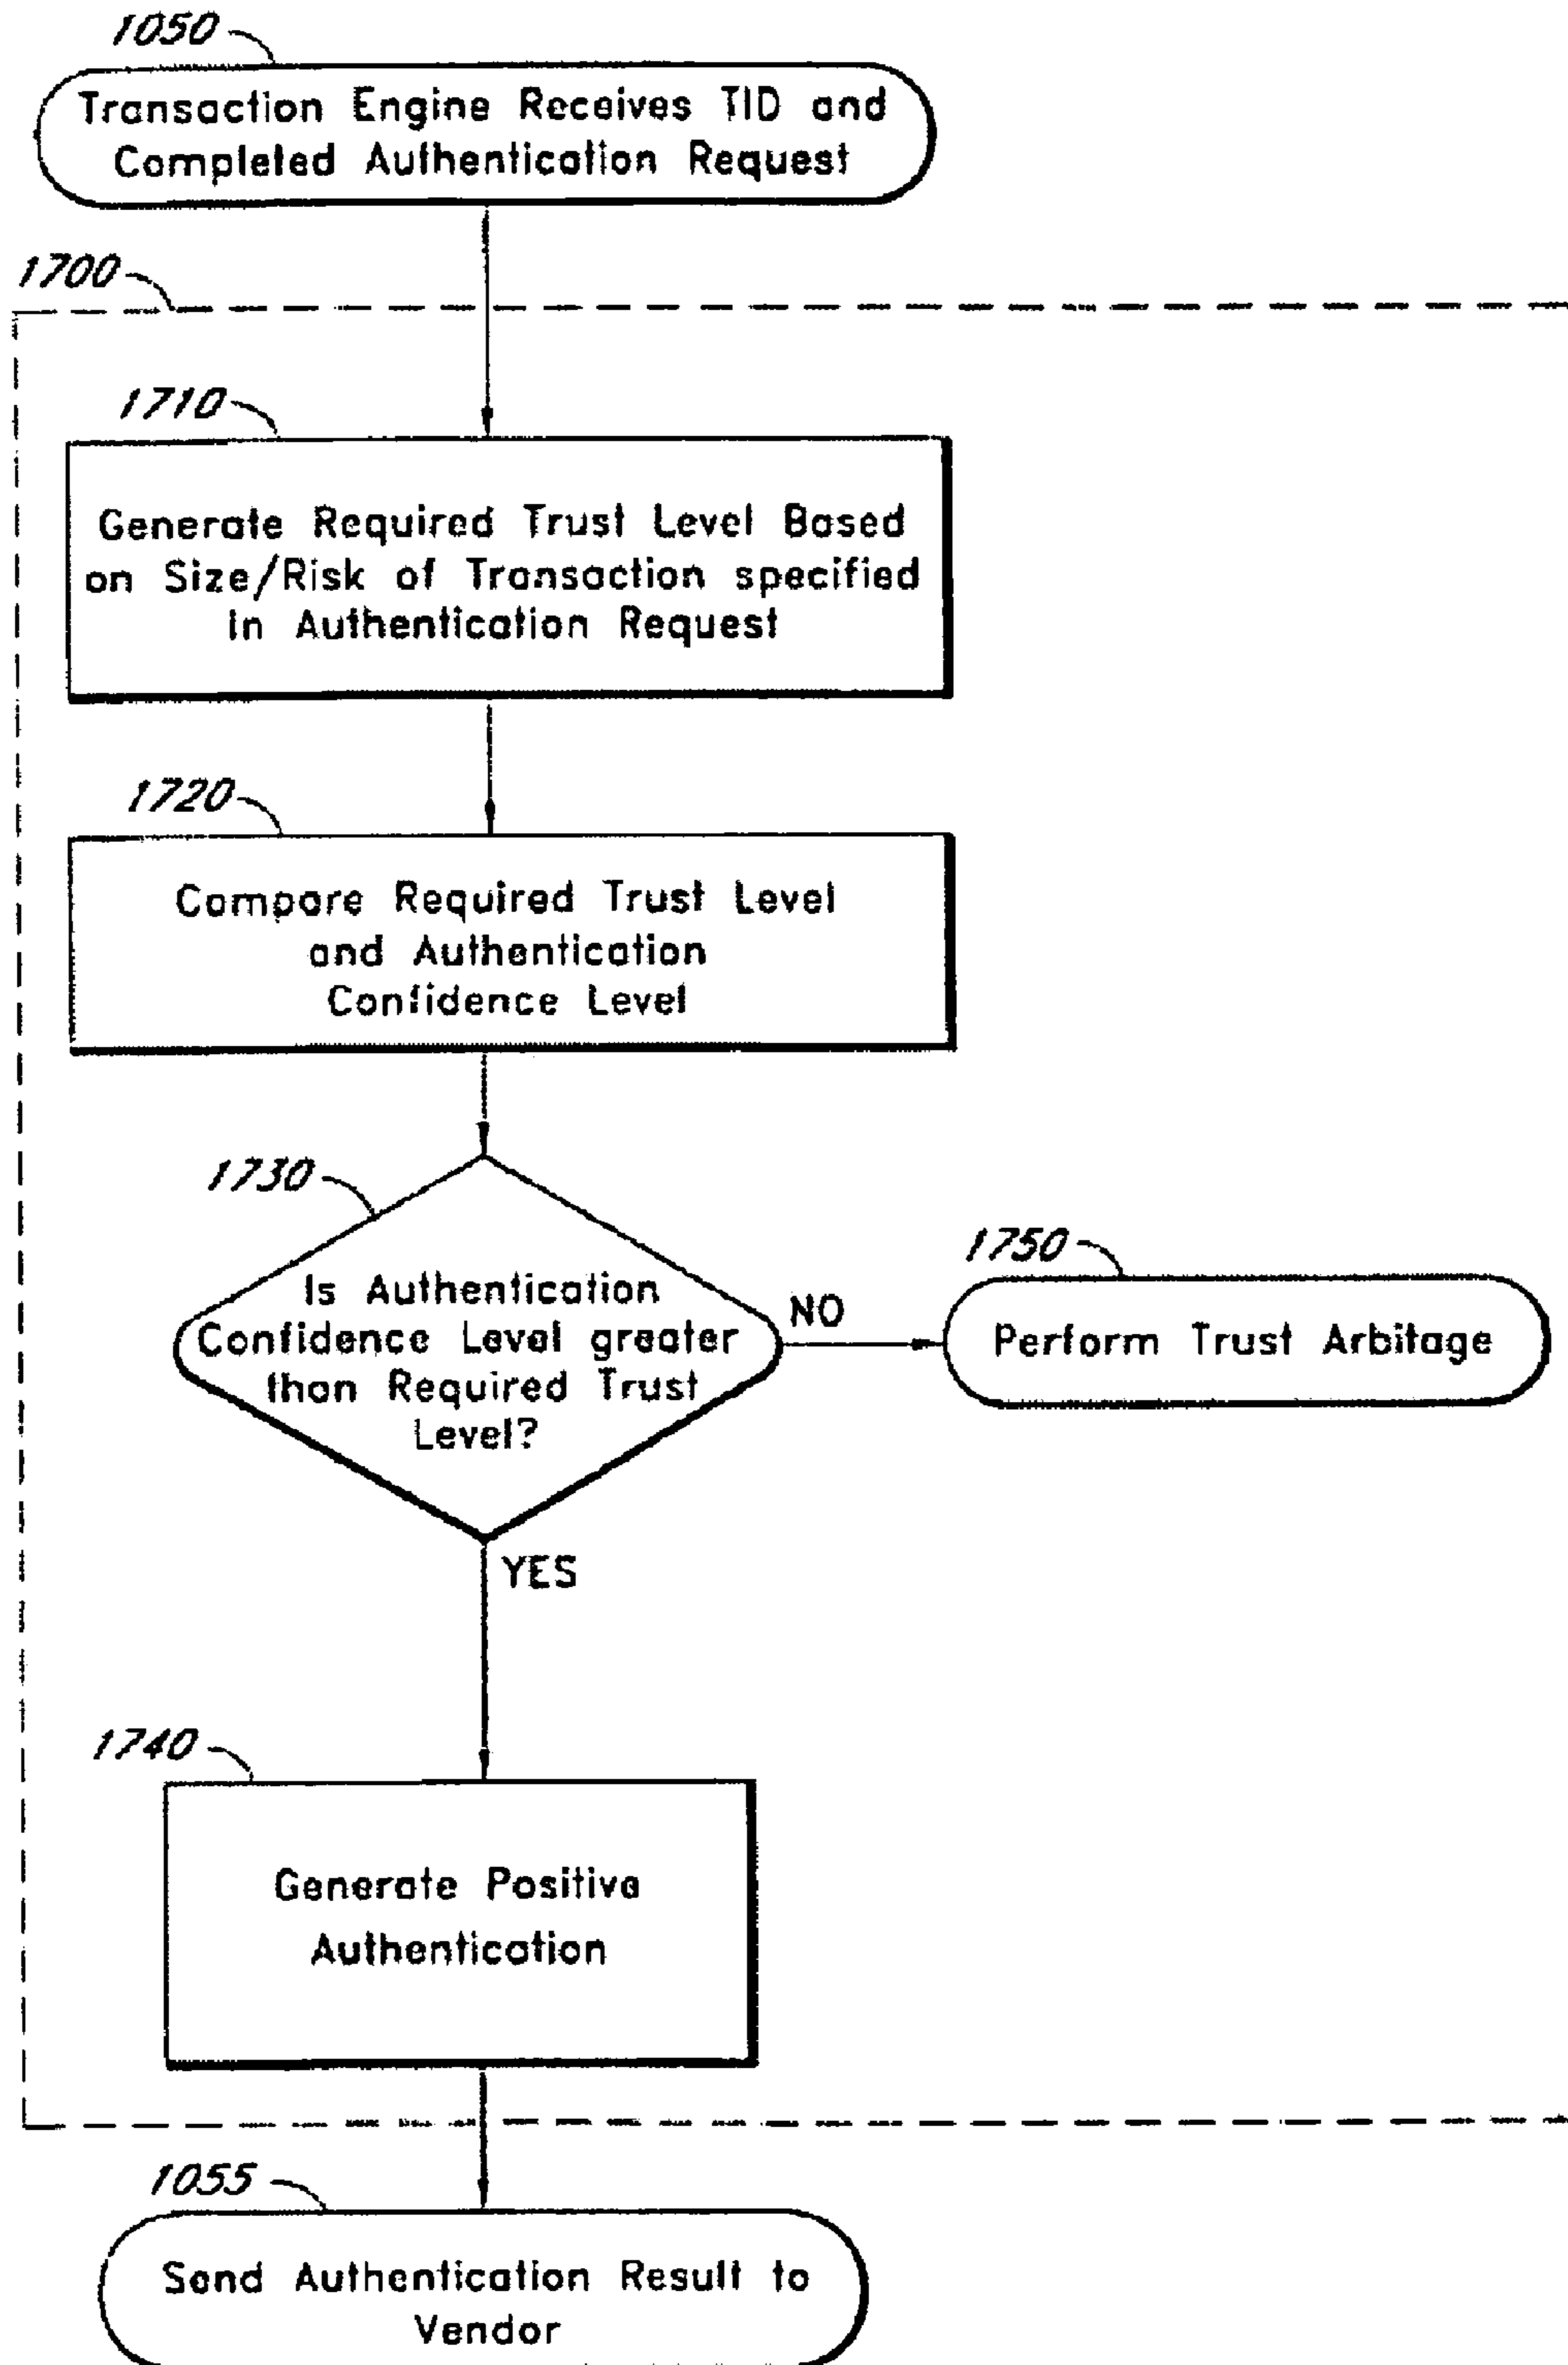 1050
Transaction Engine Receives TID and
Completed Authentication Request
1700
1710
Generate Required Trust Level Based
on Size/Risk of Transaction specified
in Authentication Request
1720
Compare Required Trust Level
and Authentication
Confidence Level
1730
Is Authentication
Confidence Level greater
than Required Trust
Level?
NO
1750
Perform Trust Arbitage
YES
1740
Generate Positive
Authentication
1055
Send Authentication Result to
Vendor